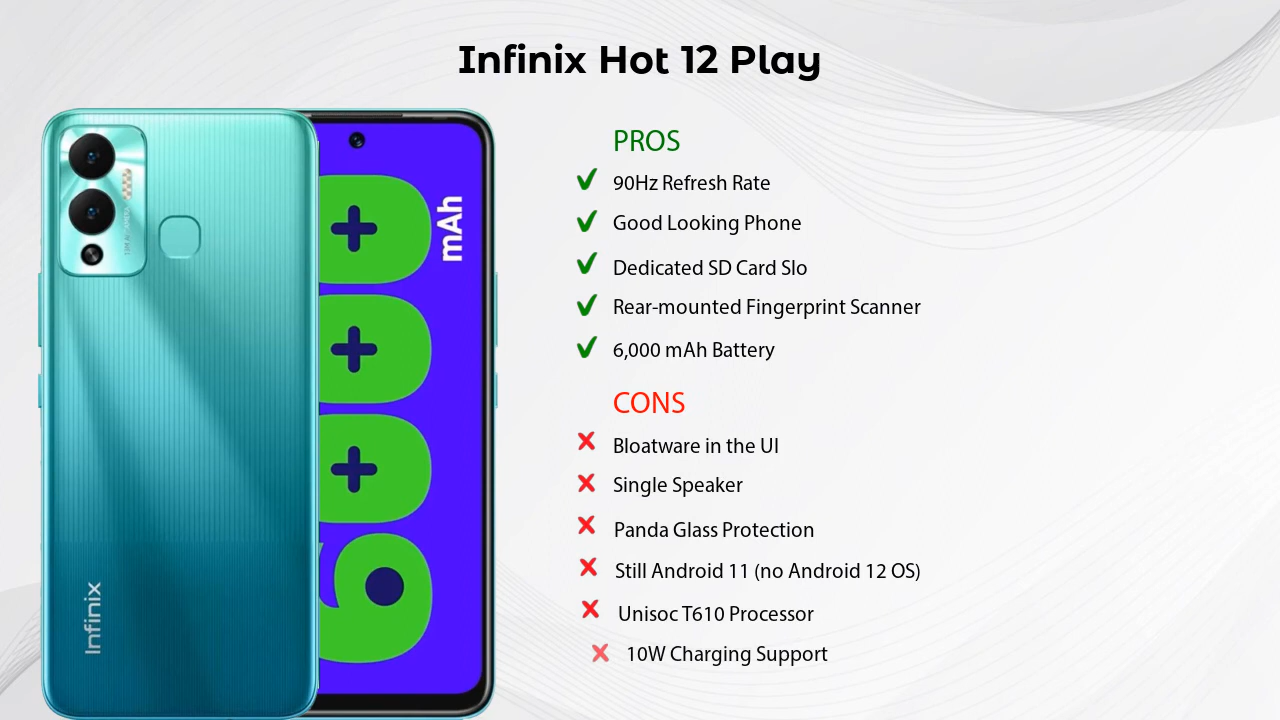 Infinix Hot 12 Play
PROS
90Hz Refresh Rate
Good Looking Phone
Dedicated SD Card Slo
Rear-mounted Fingerprint Scanner
6,000 mAh Battery
CONS
Bloatware in the UI
Single Speaker
Panda Glass Protection
Still Android 11 (no Android 12 OS)
Unisoc T610 Processor
10W Charging Support
Infinix
6000
mAh